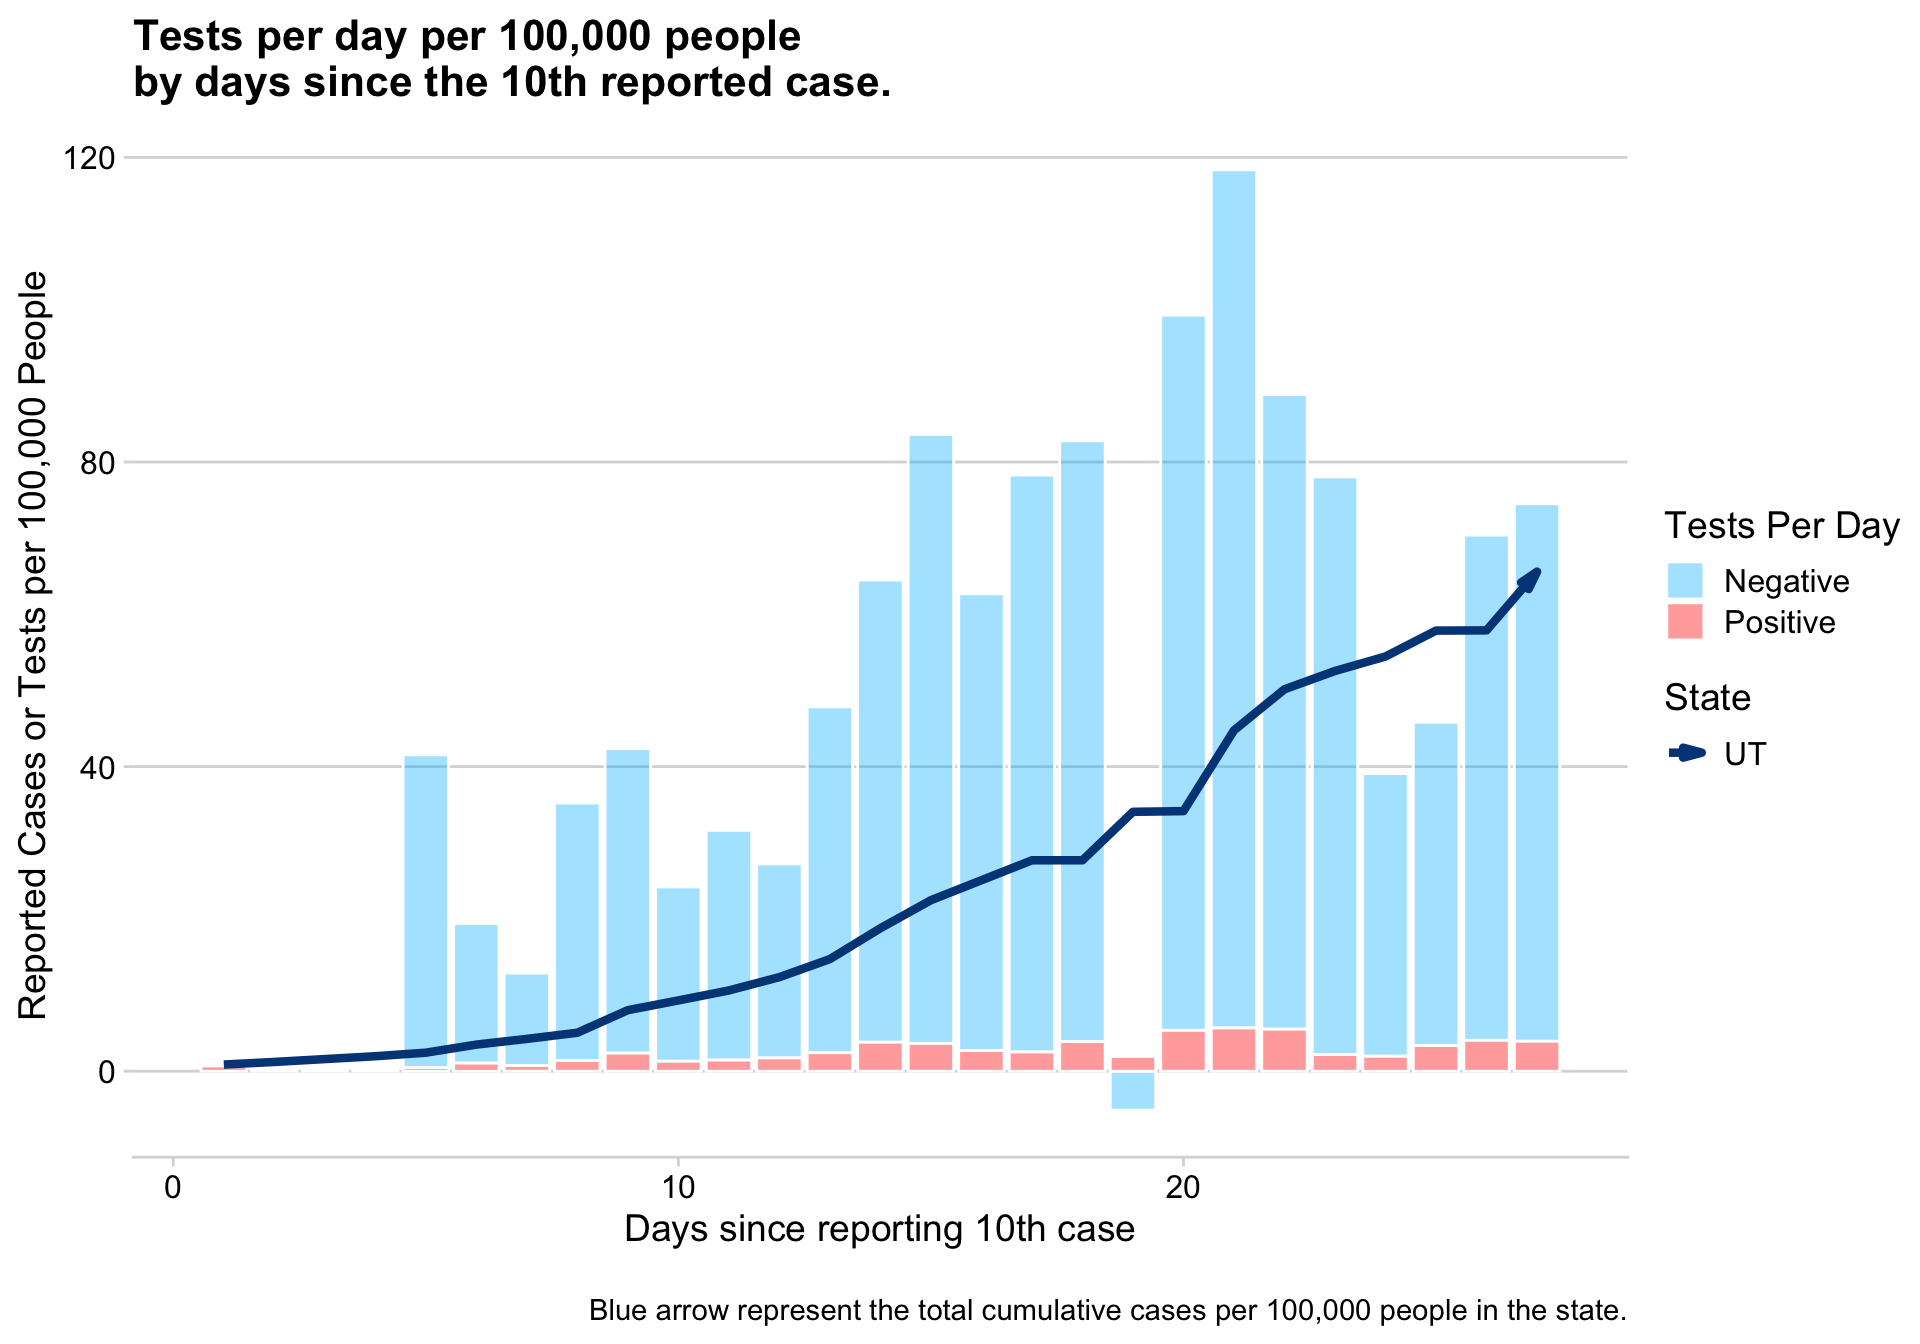 Tests per day per 100,000 people
by days since the 10th reported case.
Reported Cases or Tests per 100,000 People
120
80
40
0
0
10
20
Days since reporting 10th case
Tests Per Day
Negative
Positive
State
UT
Blue arrow represent the total cumulative cases per 100,000 people in the state.